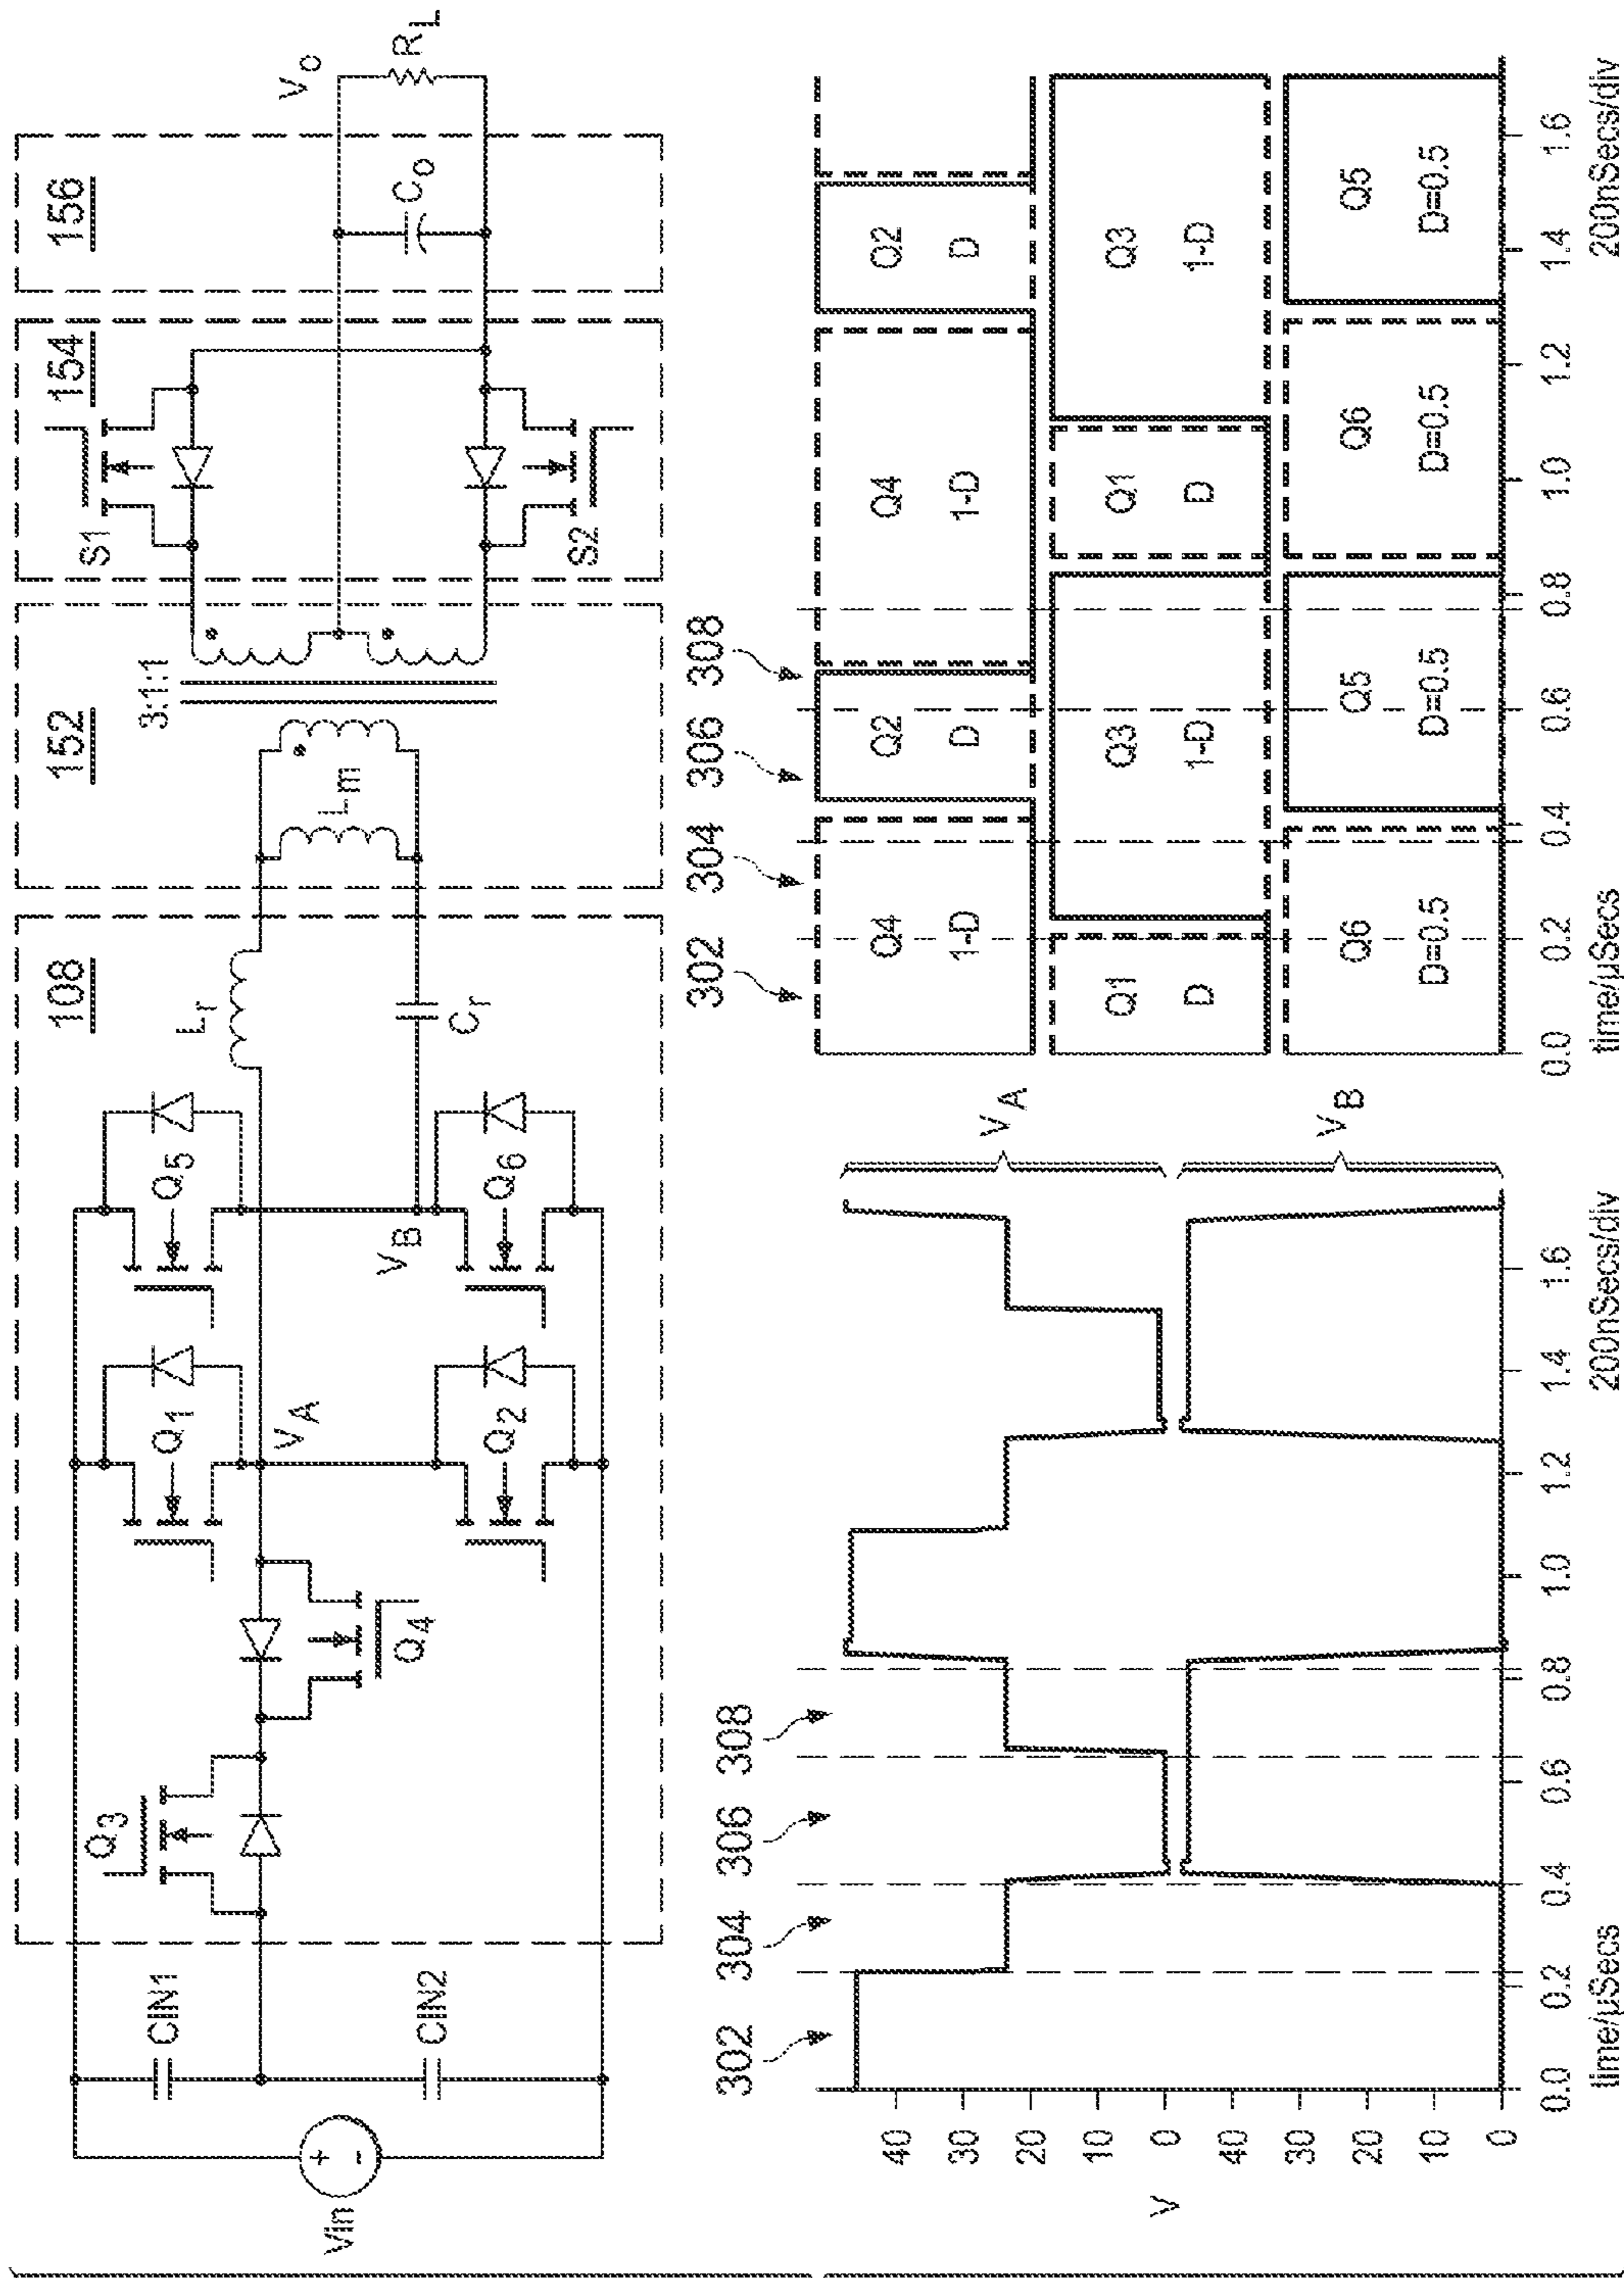 108
152
154
156
Vin
+
-
CIN1
CIN2
Q3
Q4
Q1
Q2
VA
Q5
Q6
VB
Lr
Cr
Lm
3:1:1
S1
S2
Co
Vo
RL
302
304
306
308
V
40
30
20
10
0
40
30
20
10
0
VA
VB
0.0 0.2 0.4 0.6 0.8 1.0 1.2 1.4 1.6
time/µSecs
200nSecs/div
302
304
306
308
Q4
1-D
Q2
D
Q4
1-D
Q2
D
Q1
D
Q3
1-D
Q1
D
Q3
1-D
Q6
D=0.5
Q5
D=0.5
Q6
D=0.5
Q5
D=0.5
0.0 0.2 0.4 0.6 0.8 1.0 1.2 1.4 1.6
time/µSecs
200nSecs/div